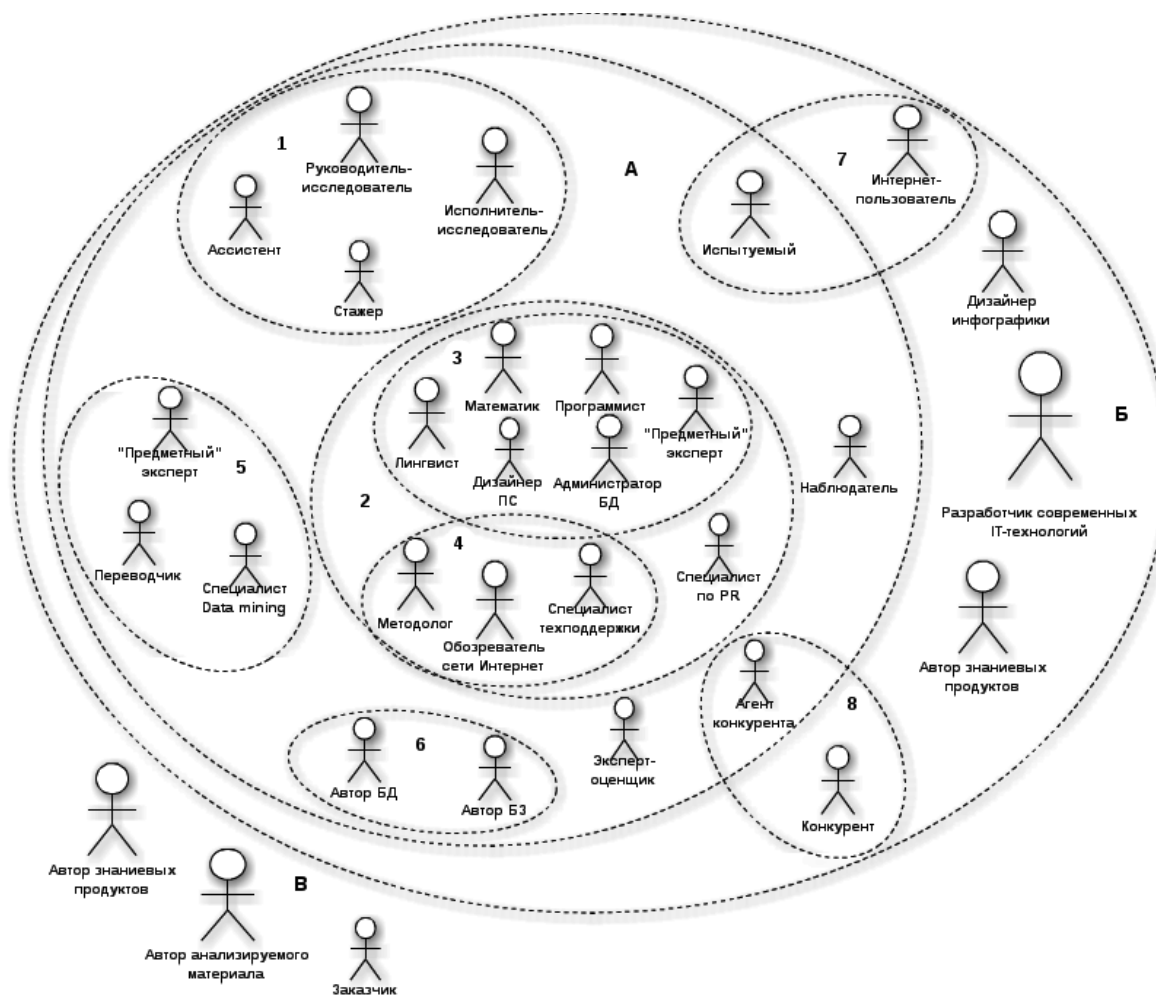 1
Руководитель-
исследователь
Ассистент
Исполнитель-
исследователь
Стажер
А
7
Интернет-
пользователь
Испытуемый
Дизайнер
инфографики
3
Математик
Программист
Лингвист
"Предметный"
эксперт
Дизайнер
ПС
Администратор
БД
Б
Разработчик современных
IT-технологий
Наблюдатель
"Предметный"
эксперт
5
Переводчик
Специалист
Data mining
2
4
Методолог
Обозреватель
сети Интернет
Специалист
техподдержки
Специалист
по PR
Автор знаниевых
продуктов
Агент
конкурента
8
Конкурент
6
Автор БД
Автор БЗ
Эксперт-
оценщик
Автор знаниевых
продуктов
В
Автор анализируемого
материала
Заказчик